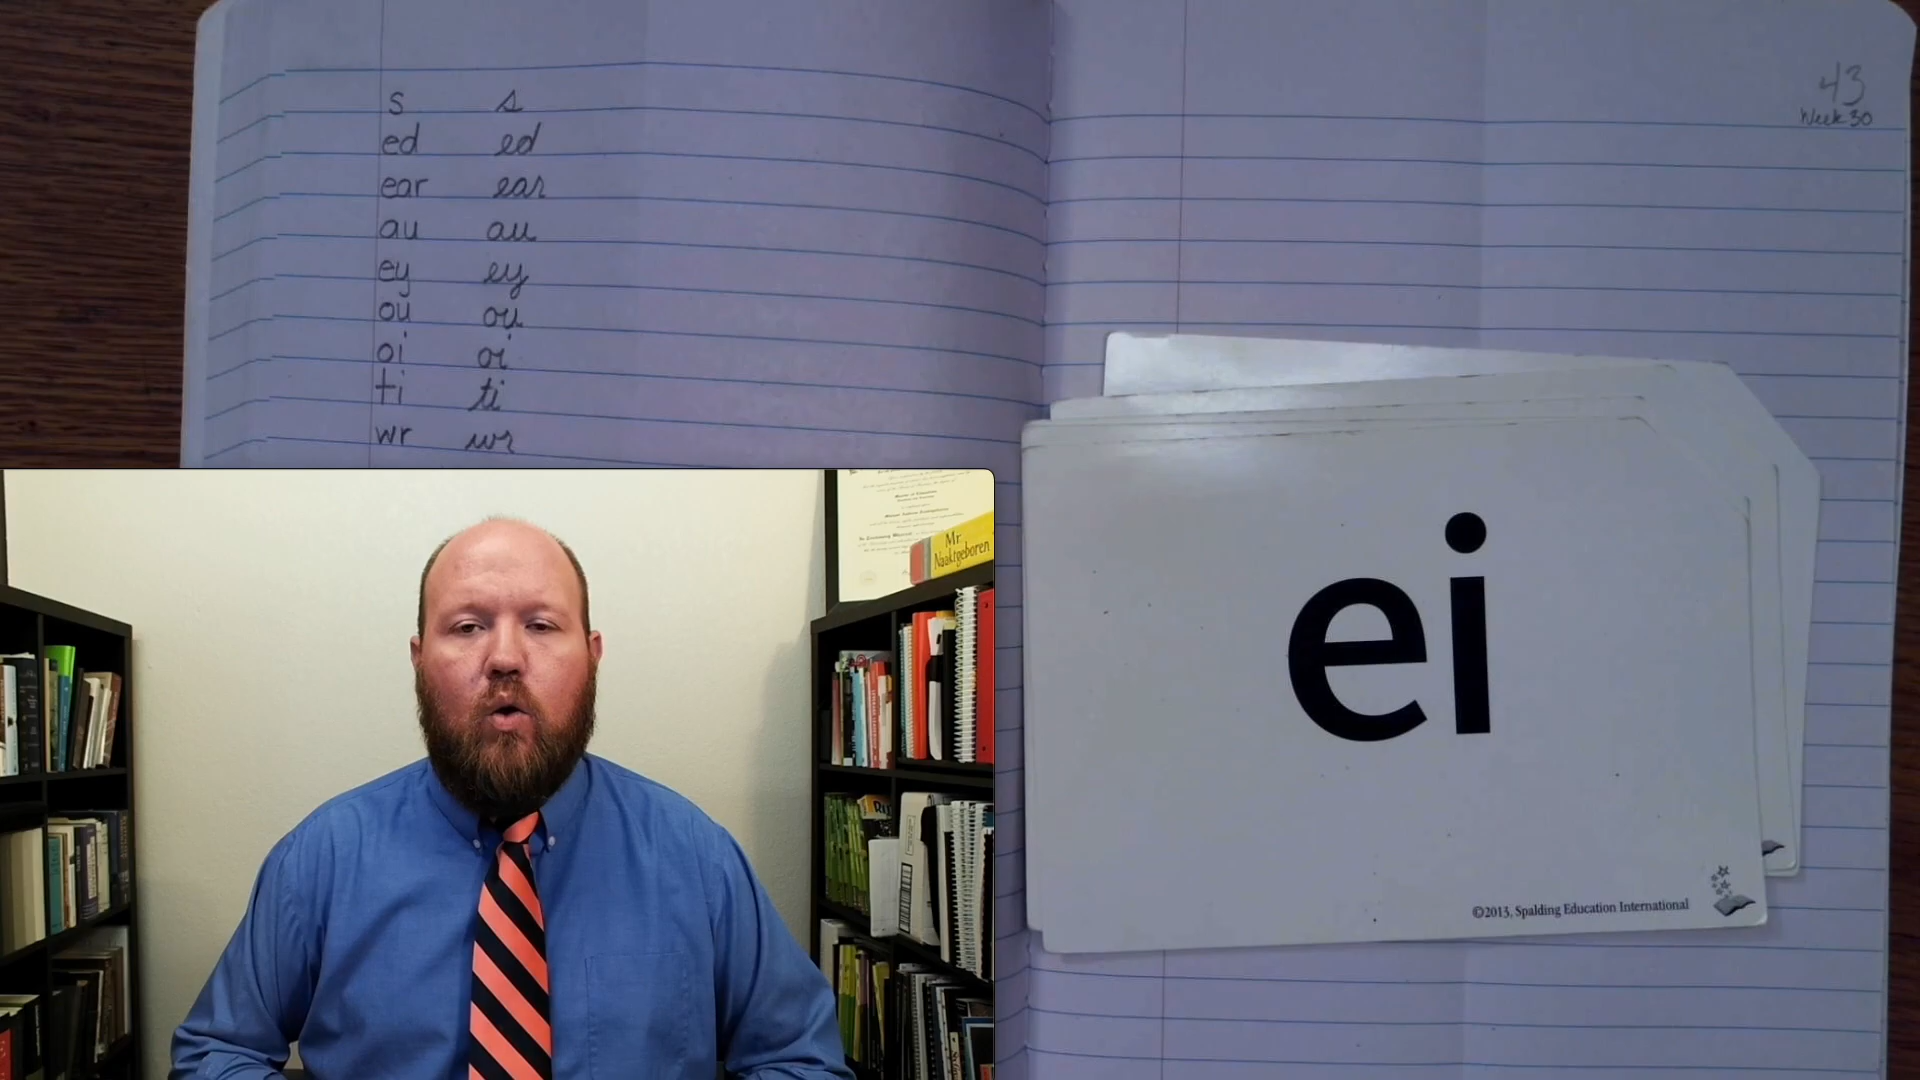 43
Week 30
s s
ed ed
ear ear
au au
ey ey
ou ou
oi oi
ti ti
wr wr
ei
©2013, Spalding Education International
Mr.
Naaktgeboren